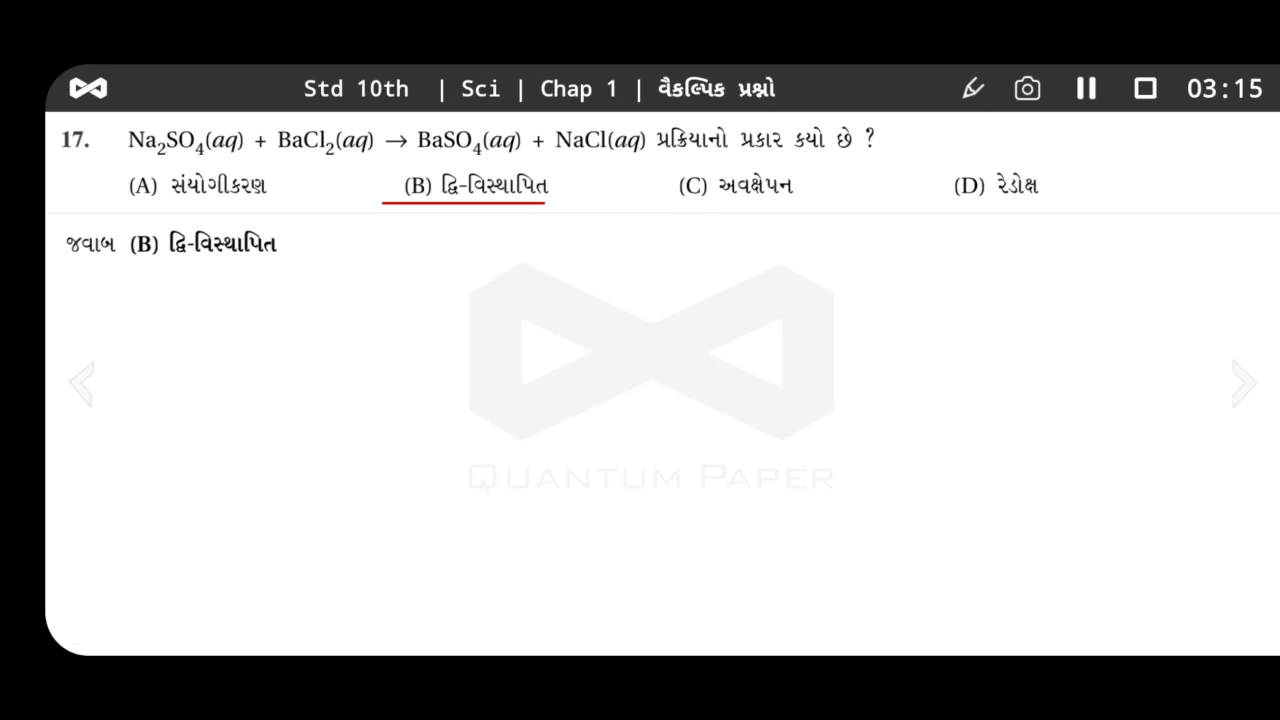 Std 10th | Sci | Chap 1 | વૈકલ્પિક પ્રશ્નો 03:15
17. Na₂SO₄(aq) + BaCl₂(aq) → BaSO₄(aq) + NaCl(aq) પ્રક્રિયાનો પ્રકાર કયો છે ?
(A) સંયોગીકરણ (B) દ્વિ-વિસ્થાપિત (C) અવક્ષેપન (D) રેડોક્ષ
જવાબ (B) દ્વિ-વિસ્થાપિત
QUANTUM PAPER